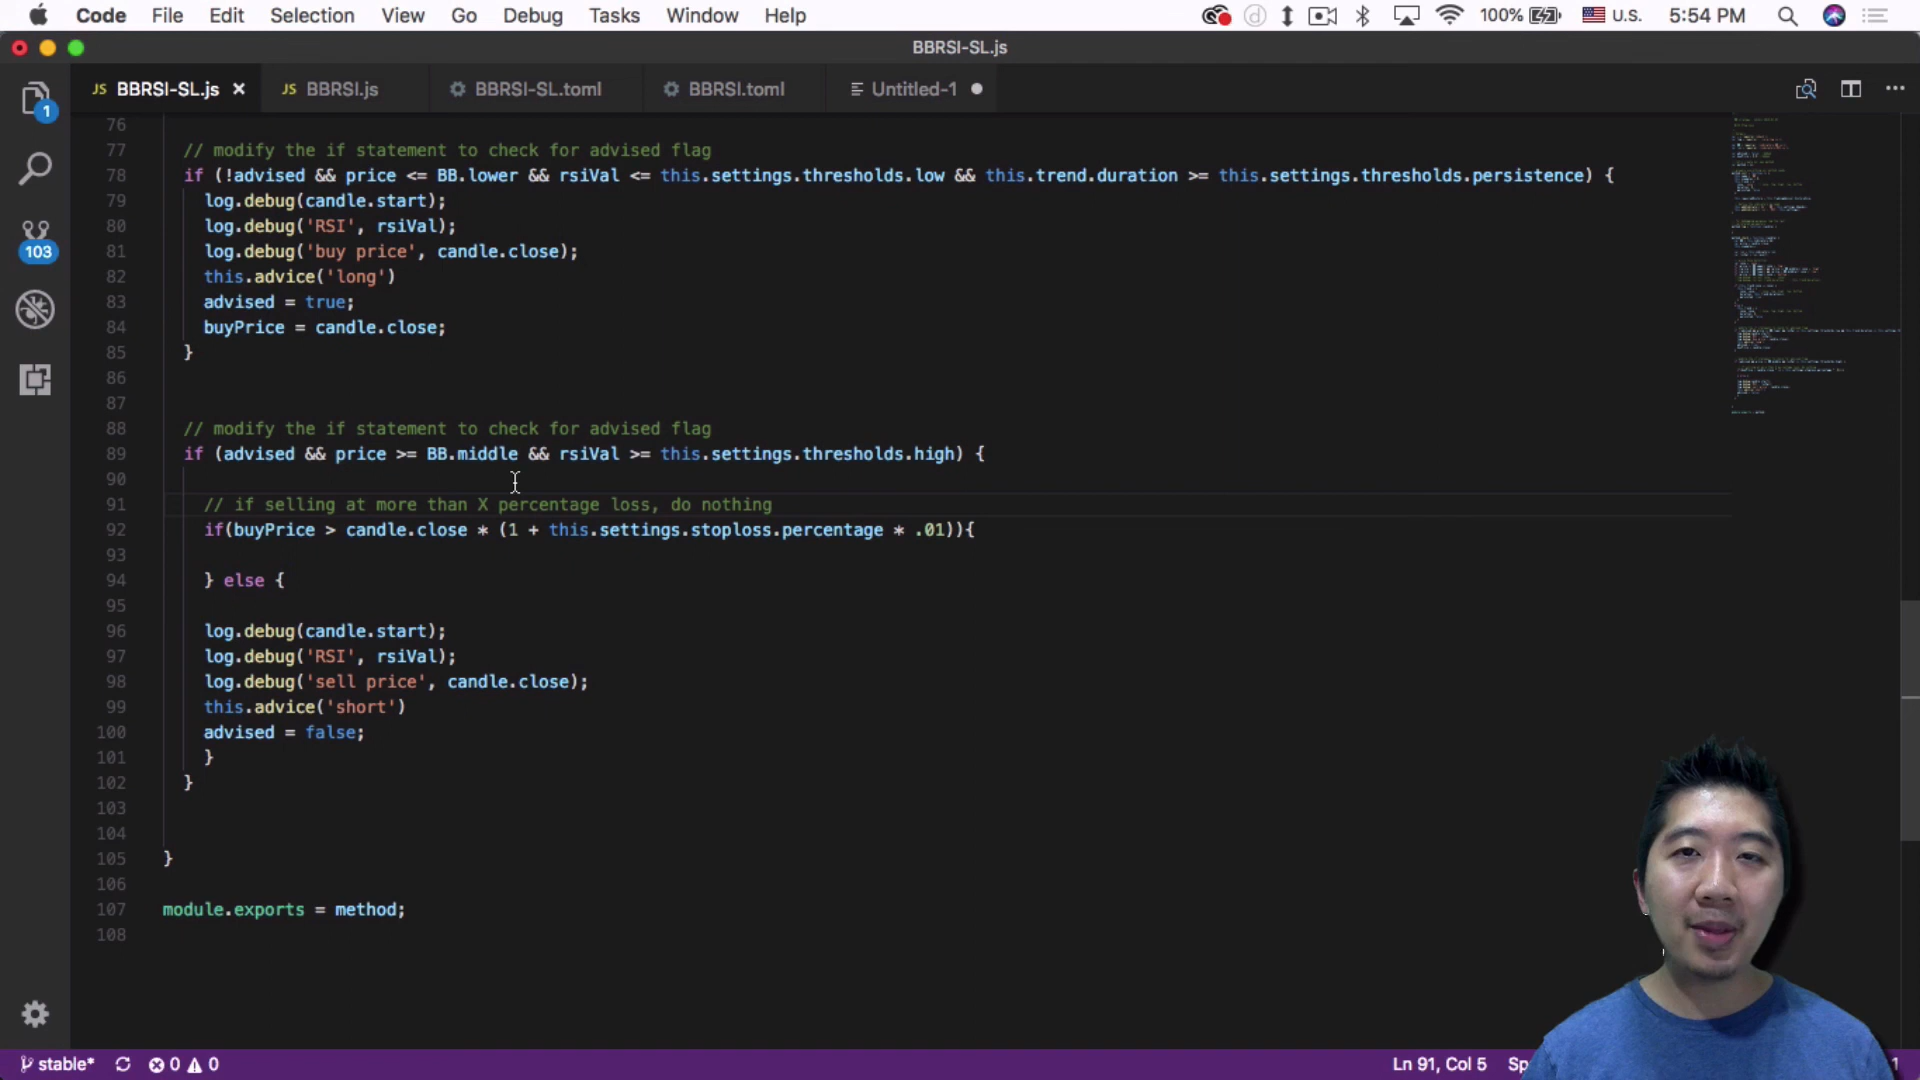 Code File Edit Selection View Go Debug Tasks Window Help 100% U.S. 5:54 PM
BBRSI-SL.js
JS BBRSI-SL.js × JS BBRSI.js BBRSI-SL.toml BBRSI.toml Untitled-1
1
103
76
77 // modify the if statement to check for advised flag
78 if (!advised && price <= BB.lower && rsiVal <= this.settings.thresholds.low && this.trend.duration >= this.settings.thresholds.persistence) {
79 log.debug(candle.start);
80 log.debug('RSI', rsiVal);
81 log.debug('buy price', candle.close);
82 this.advice('long')
83 advised = true;
84 buyPrice = candle.close;
85 }
86
87
88 // modify the if statement to check for advised flag
89 if (advised && price >= BB.middle && rsiVal >= this.settings.thresholds.high) {
90
91 // if selling at more than X percentage loss, do nothing
92 if(buyPrice > candle.close * (1 + this.settings.stoploss.percentage * .01)){
93
94 } else {
95
96 log.debug(candle.start);
97 log.debug('RSI', rsiVal);
98 log.debug('sell price', candle.close);
99 this.advice('short')
100 advised = false;
101 }
102 }
103
104
105 }
106
107 module.exports = method;
108
stable* 0 0 Ln 91, Col 5